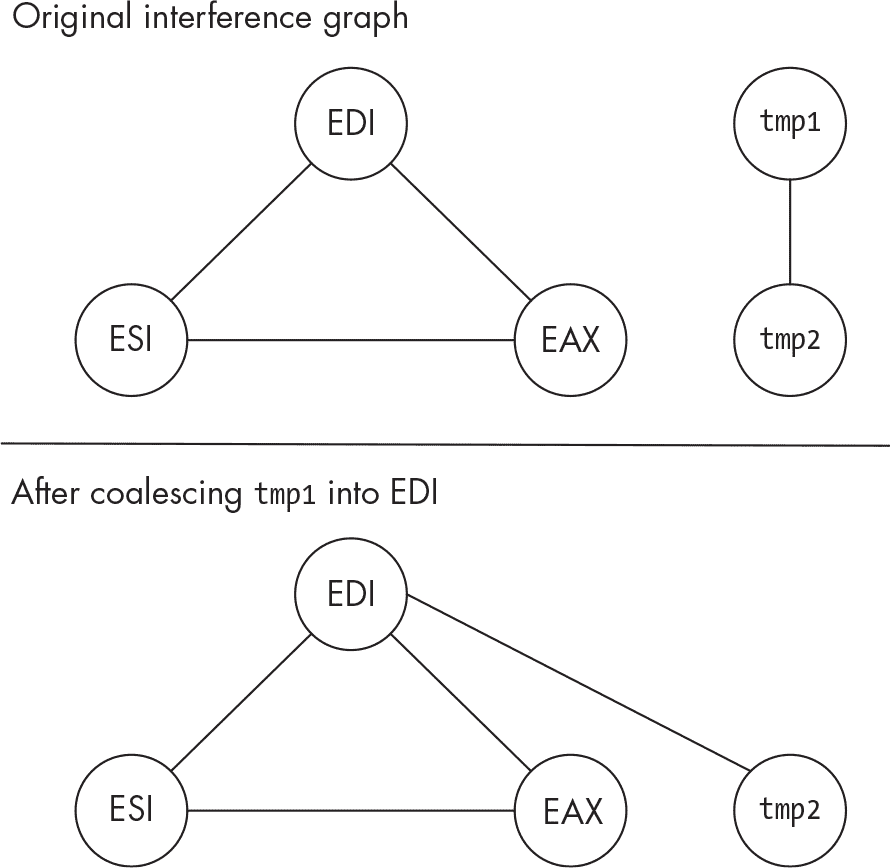 Original interference graph
EDI
tmp1
ESI
EAX
tmp2
After coalescing tmp1 into EDI
EDI
ESI
EAX
tmp2